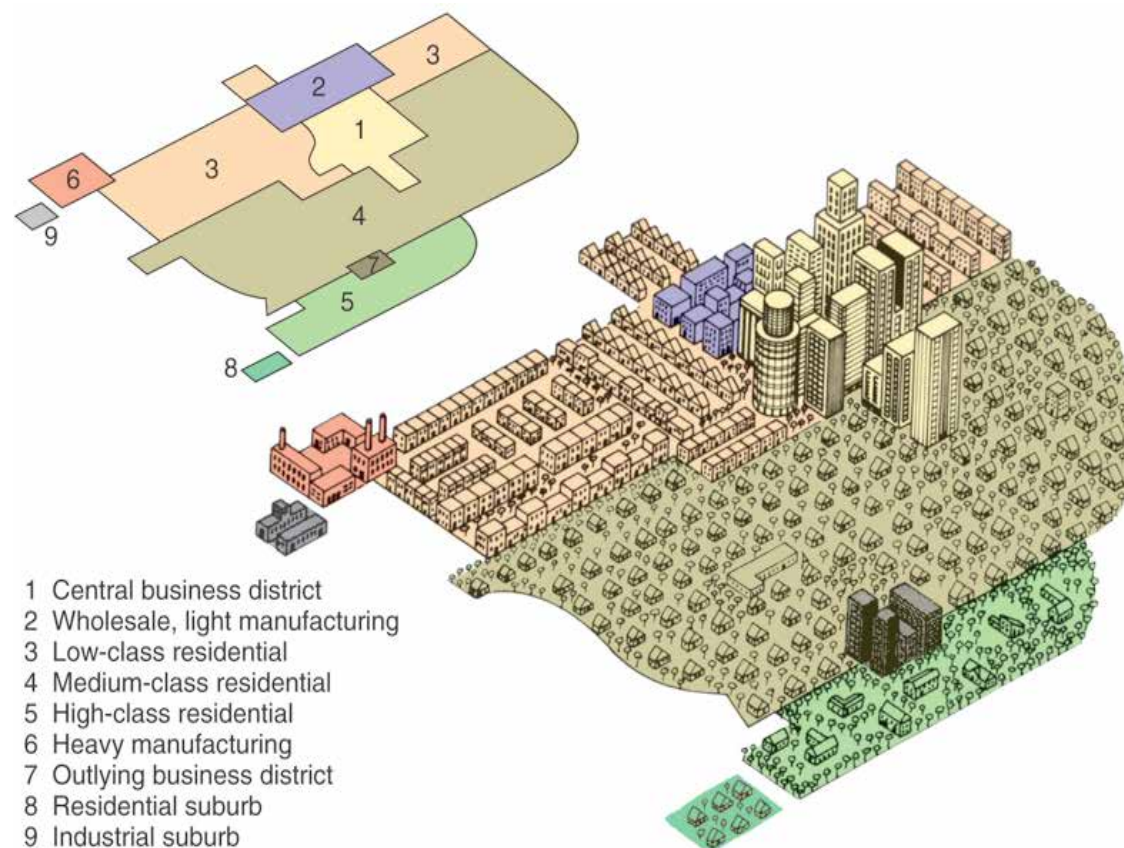 3
2
1
3
6
4
9
7
5
8
1 Central business district
2 Wholesale, light manufacturing
3 Low-class residential
4 Medium-class residential
5 High-class residential
6 Heavy manufacturing
7 Outlying business district
8 Residential suburb
9 Industrial suburb